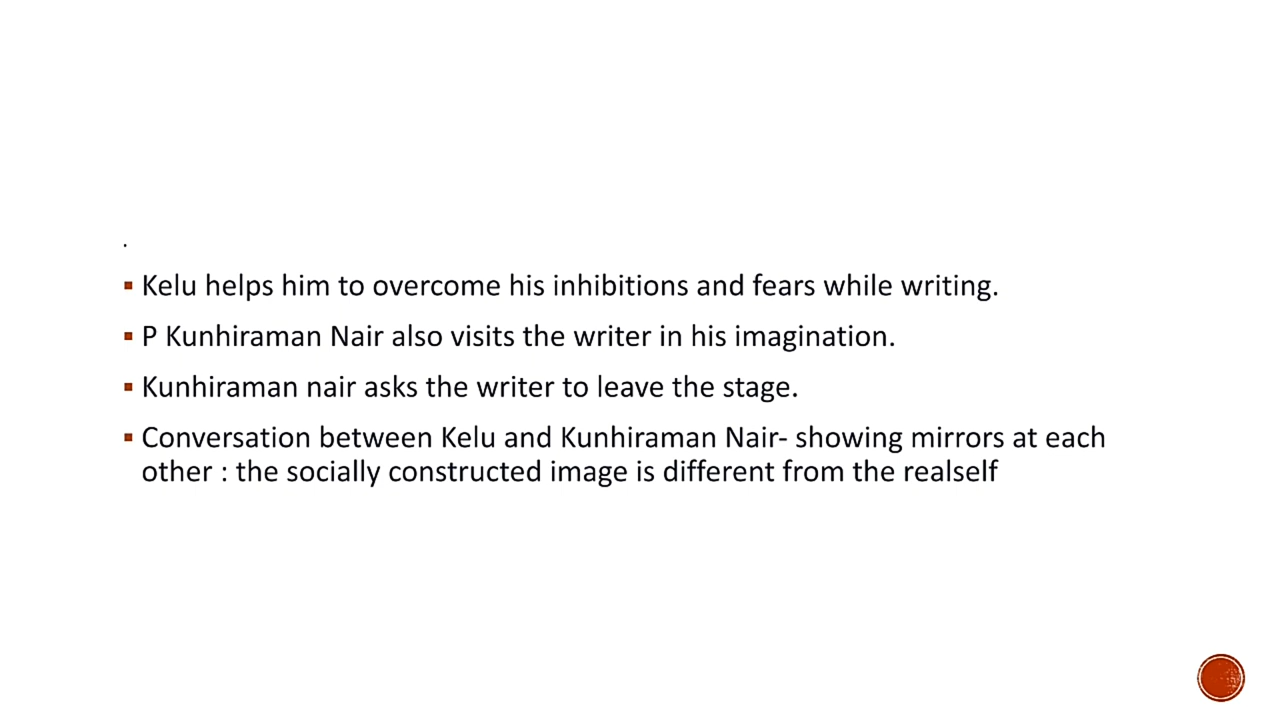 .
Kelu helps him to overcome his inhibitions and fears while writing.
P Kunhiraman Nair also visits the writer in his imagination.
Kunhiraman nair asks the writer to leave the stage.
Conversation between Kelu and Kunhiraman Nair- showing mirrors at each
other : the socially constructed image is different from the realself